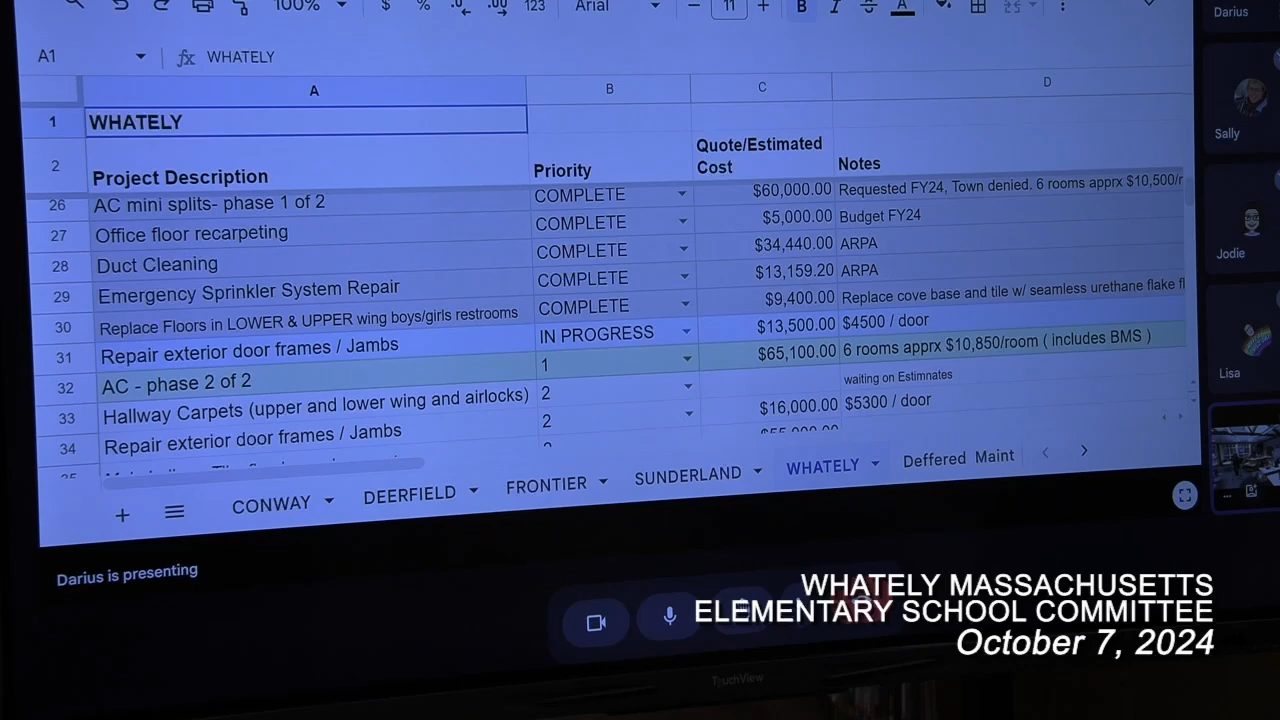 100% $ % .0 .00 123 Arial 11 B I A
Darius
A1 fx WHATELY
A B C D
1 WHATELY
2 Project Description Priority Quote/Estimated Cost Notes
26 AC mini splits- phase 1 of 2 COMPLETE $60,000.00 Requested FY24, Town denied. 6 rooms apprx $10,500/r
27 Office floor recarpeting COMPLETE $5,000.00 Budget FY24
28 Duct Cleaning COMPLETE $34,440.00 ARPA
29 Emergency Sprinkler System Repair COMPLETE $13,159.20 ARPA
30 Replace Floors in LOWER & UPPER wing boys/girls restrooms COMPLETE $9,400.00 Replace cove base and tile w/ seamless urethane flake fl
31 Repair exterior door frames / Jambs IN PROGRESS $13,500.00 $4500 / door
32 AC - phase 2 of 2 1 $65,100.00 6 rooms apprx $10,850/room ( includes BMS )
33 Hallway Carpets (upper and lower wing and airlocks) 2 waiting on Estimnates
34 Repair exterior door frames / Jambs 2 $16,000.00 $5300 / door
Sally
Jodie
Lisa
+ CONWAY DEERFIELD FRONTIER SUNDERLAND WHATELY Deffered Maint
Darius is presenting
WHATELY MASSACHUSETTS
ELEMENTARY SCHOOL COMMITTEE
October 7, 2024
TouchView